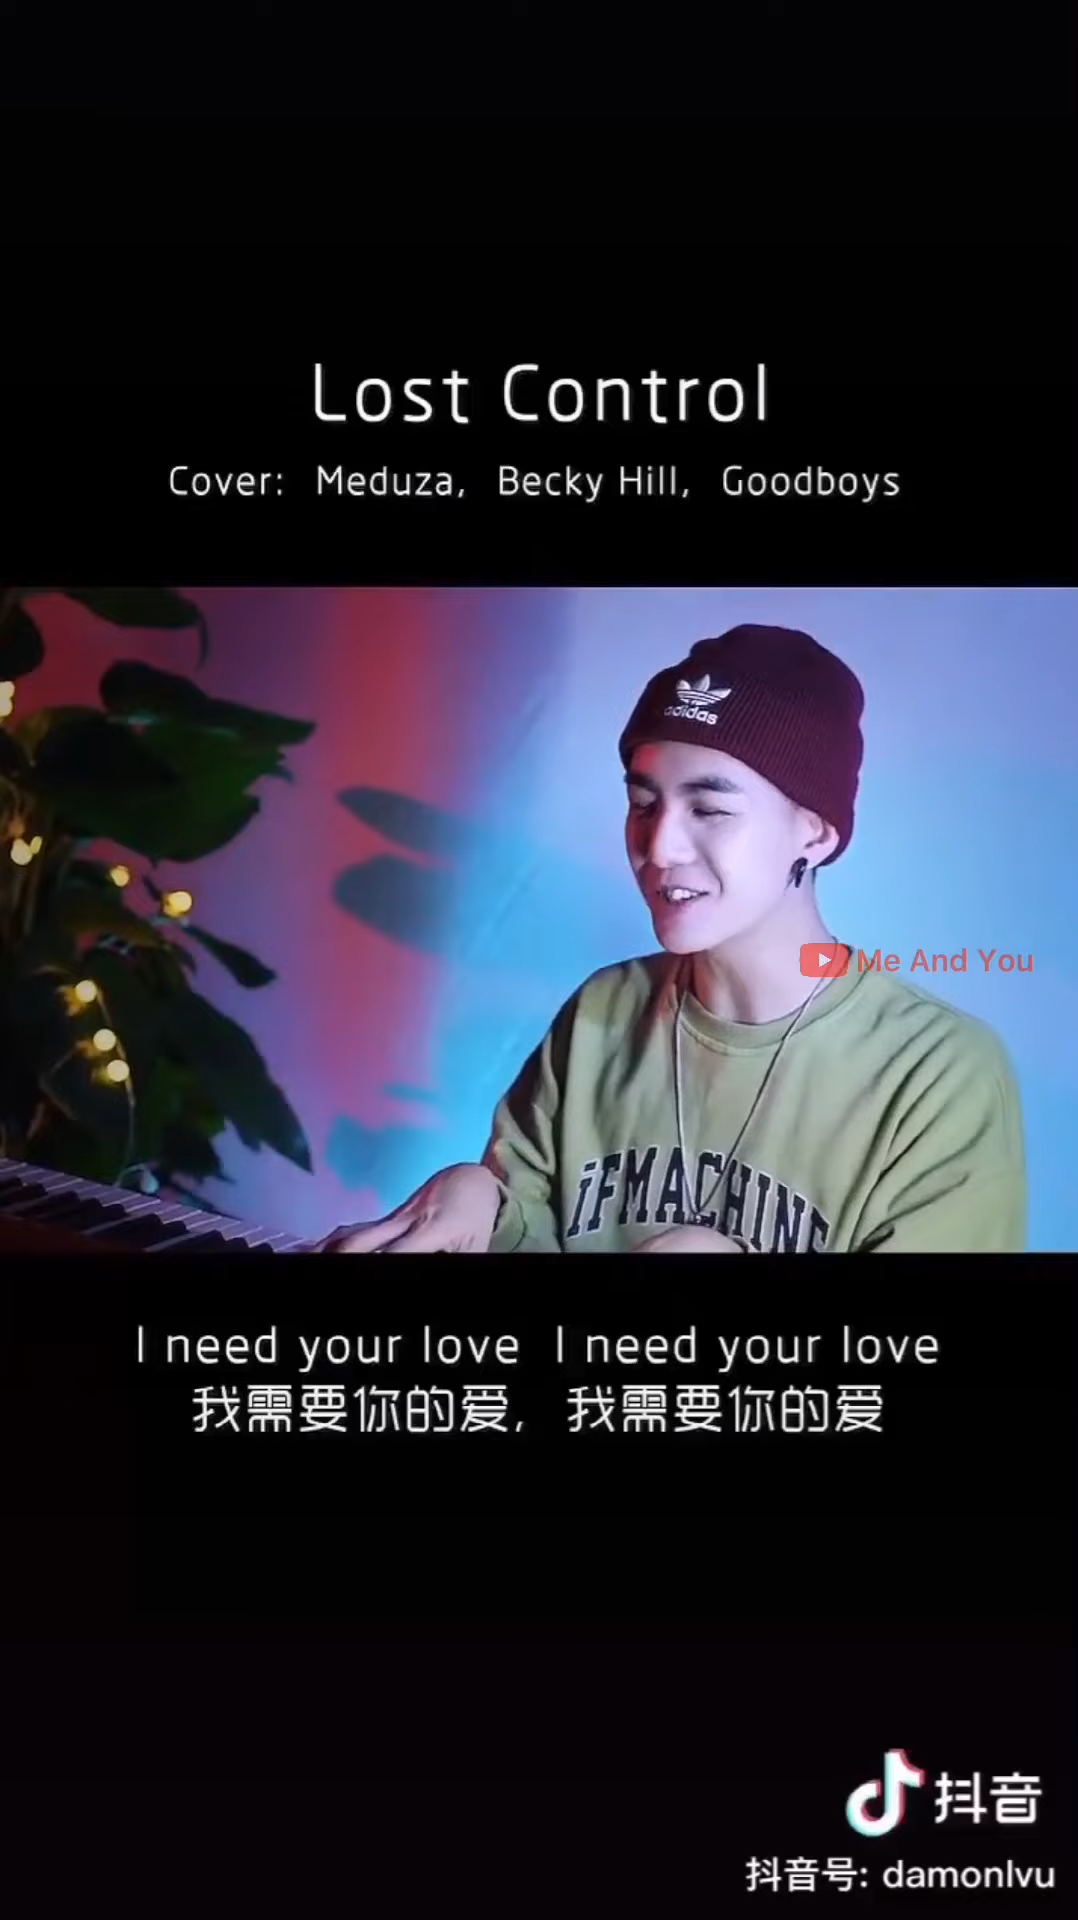 Lost Control
Cover: Meduza, Becky Hill, Goodboys
adidas
Me And You
iFMACHINE
I need your love I need your love
我需要你的爱, 我需要你的爱
抖音
抖音号: damonlvu